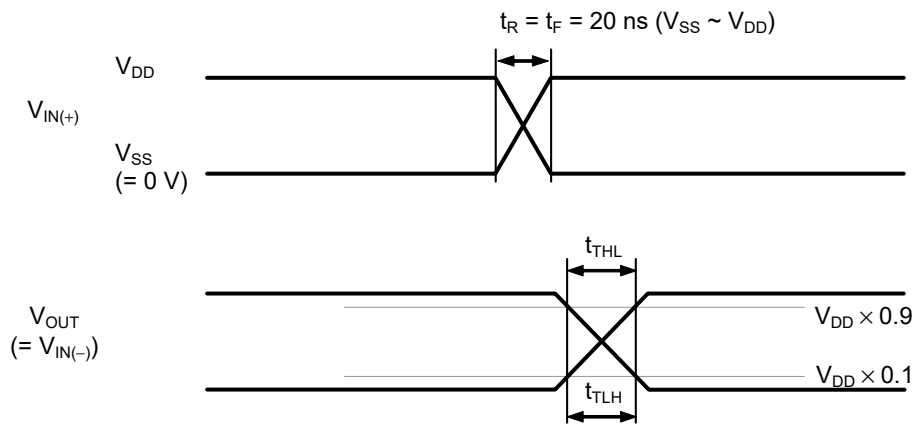 t_R = t_F = 20 ns (V_SS ~ V_DD)
V_DD
V_IN(+)
V_SS
(= 0 V)
t_THL
V_OUT
(= V_IN(−))
V_DD × 0.9
V_DD × 0.1
t_TLH